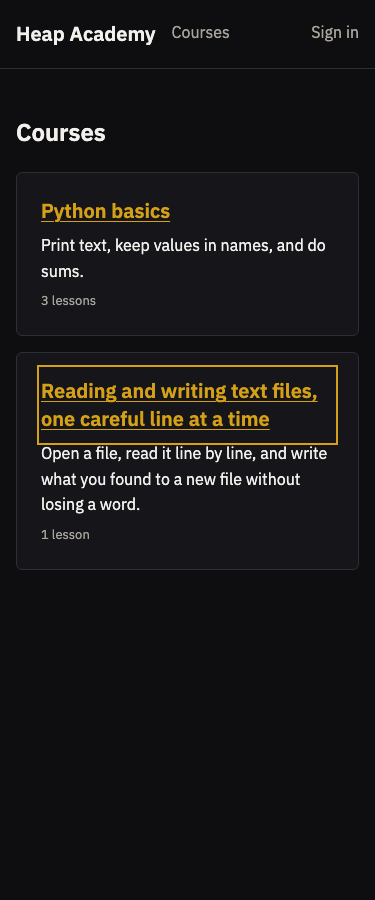 Heap Academy Courses Sign in
Courses
Python basics
Print text, keep values in names, and do
sums.
3 lessons
Reading and writing text files,
one careful line at a time
Open a file, read it line by line, and write
what you found to a new file without
losing a word.
1 lesson